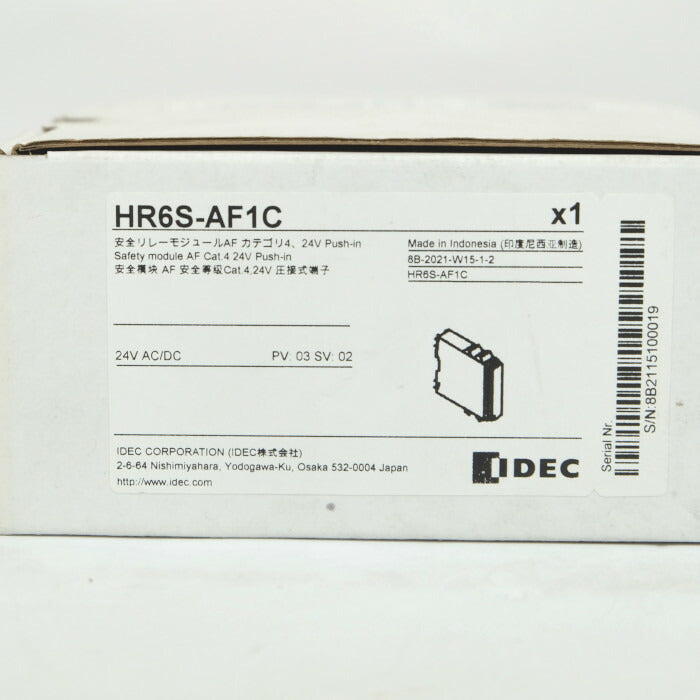 HR6S-AF1C
x1
安全リレーモジュールAF カテゴリ4、24V Push-in
Safety module AF Cat.4 24V Push-in
安全模块 AF 安全等级Cat.4,24V 圧接式端子
Made in Indonesia (印度尼西亚制造)
8B-2021-W15-1-2
HR6S-AF1C
24V AC/DC
PV: 03 SV: 02
IDEC CORPORATION (IDEC株式会社)
2-6-64 Nishimiyahara, Yodogawa-Ku, Osaka 532-0004 Japan
http://www.idec.com
IDEC
Serial Nr.
S/N:8B2115100019